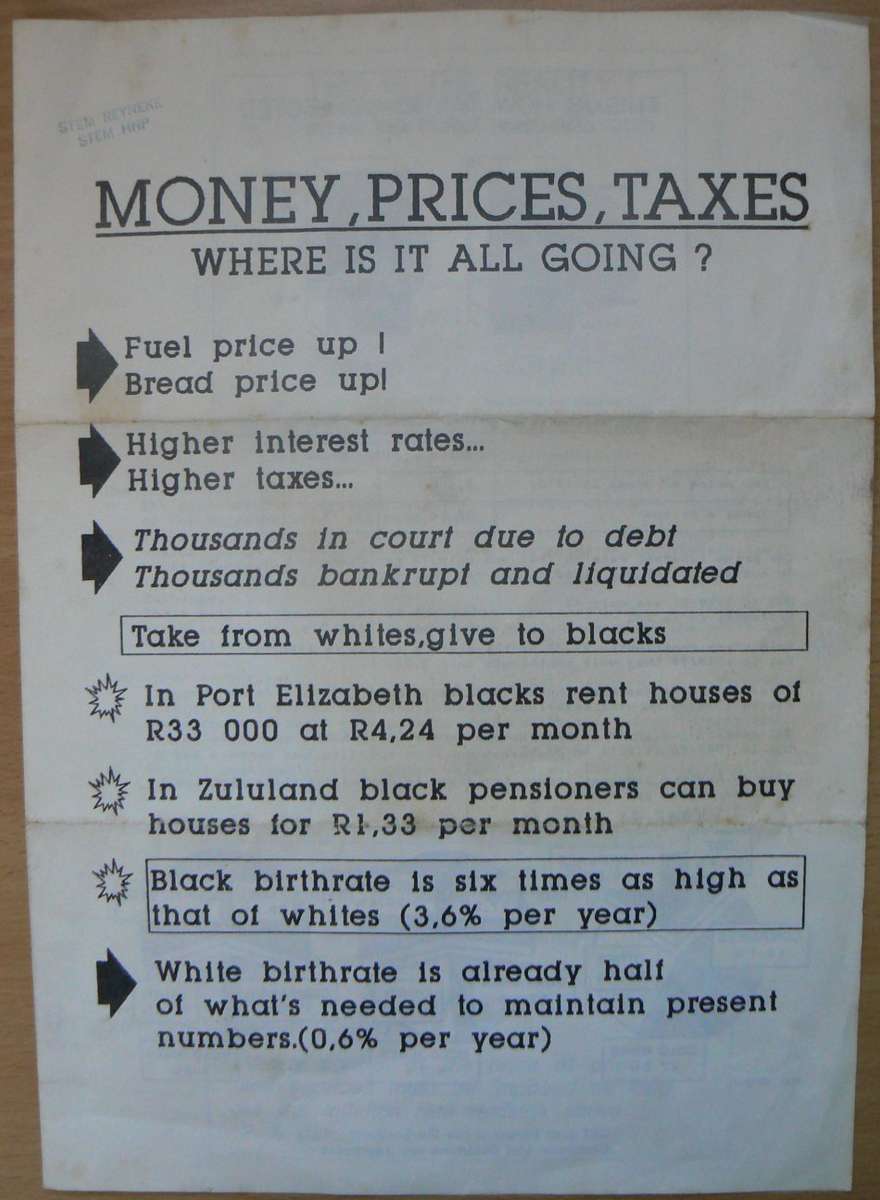 STEM REYNEKE
STEM HNP
MONEY,PRICES,TAXES
WHERE IS IT ALL GOING ?
Fuel price up !
Bread price up!
Higher interest rates...
Higher taxes...
Thousands in court due to debt
Thousands bankrupt and liquidated
Take from whites,give to blacks
In Port Elizabeth blacks rent houses of
R33 000 at R4,24 per month
In Zululand black pensioners can buy
houses for R1,33 per month
Black birthrate is six times as high as
that of whites (3,6% per year)
White birthrate is already half
of what's needed to maintain present
numbers.(0,6% per year)